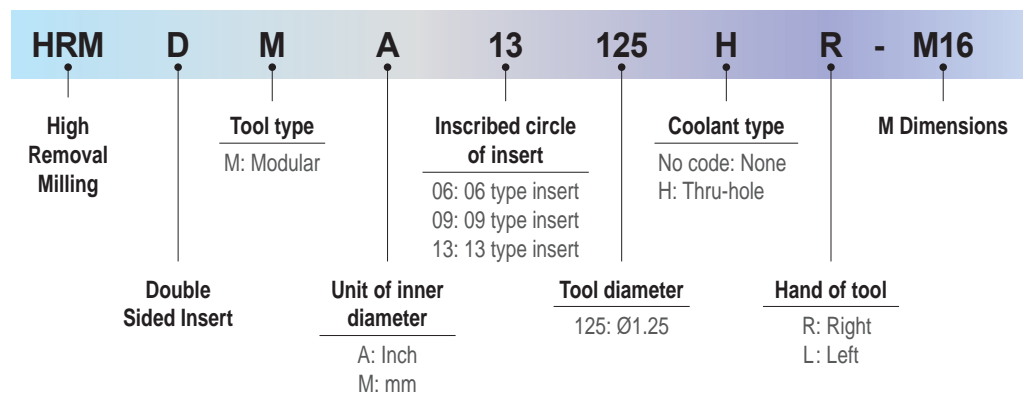 HRM D M A 13 125 H R - M16
High
Removal
Milling
Tool type
M: Modular
Inscribed circle
of insert
06: 06 type insert
09: 09 type insert
13: 13 type insert
Coolant type
No code: None
H: Thru-hole
M Dimensions
Double
Sided Insert
Unit of inner
diameter
A: Inch
M: mm
Tool diameter
125: Ø1.25
Hand of tool
R: Right
L: Left